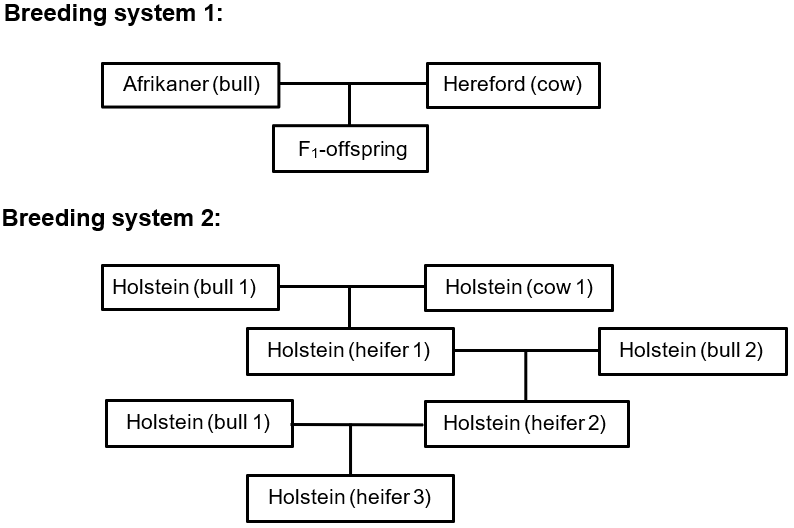 Breeding system 1:
Afrikaner (bull)
Hereford (cow)
F₁-offspring
Breeding system 2:
Holstein (bull 1)
Holstein (cow 1)
Holstein (heifer 1)
Holstein (bull 2)
Holstein (bull 1)
Holstein (heifer 2)
Holstein (heifer 3)